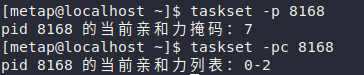 [metap@localhost ~]$ taskset -p 8168
pid 8168 的当前亲和力掩码: 7
[metap@localhost ~]$ taskset -pc 8168
pid 8168 的当前亲和力列表: 0-2